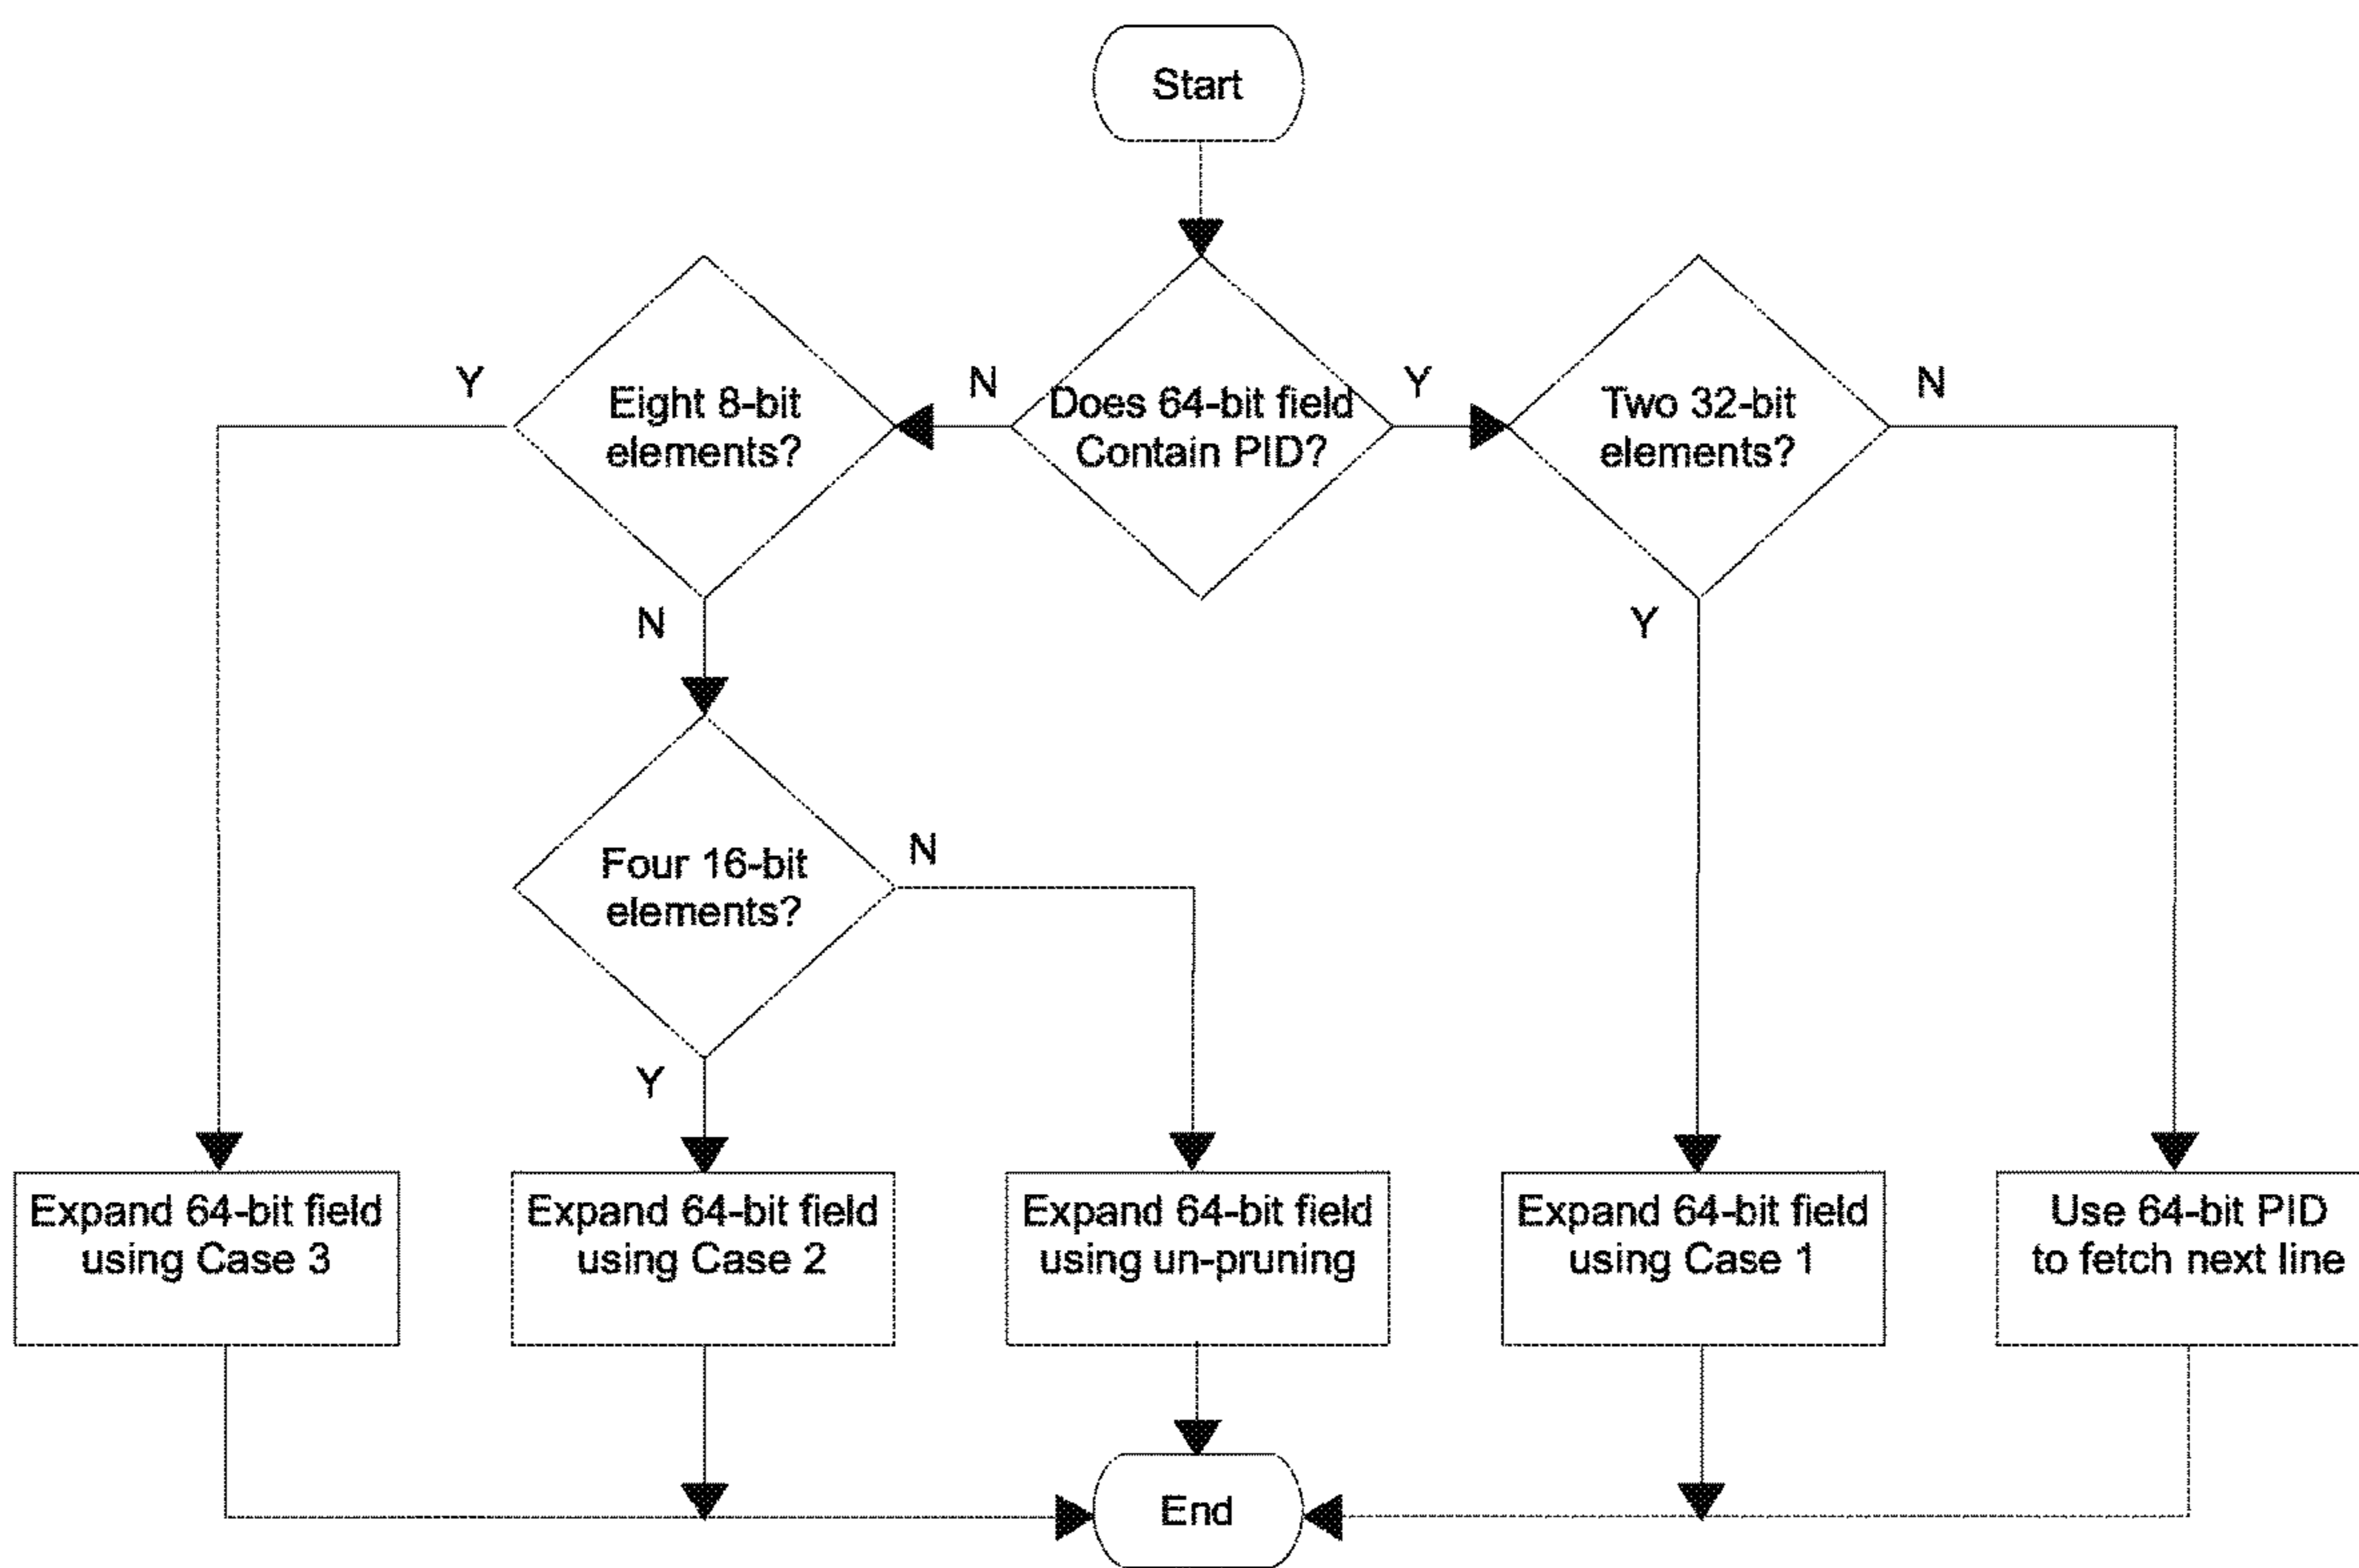 Start
Y
Eight 8-bit
elements?
N
Does 64-bit field
Contain PID?
Y
Two 32-bit
elements?
N
N
Y
Four 16-bit
elements?
N
Y
Expand 64-bit field
using Case 3
Expand 64-bit field
using Case 2
Expand 64-bit field
using un-pruning
Expand 64-bit field
using Case 1
Use 64-bit PID
to fetch next line
End